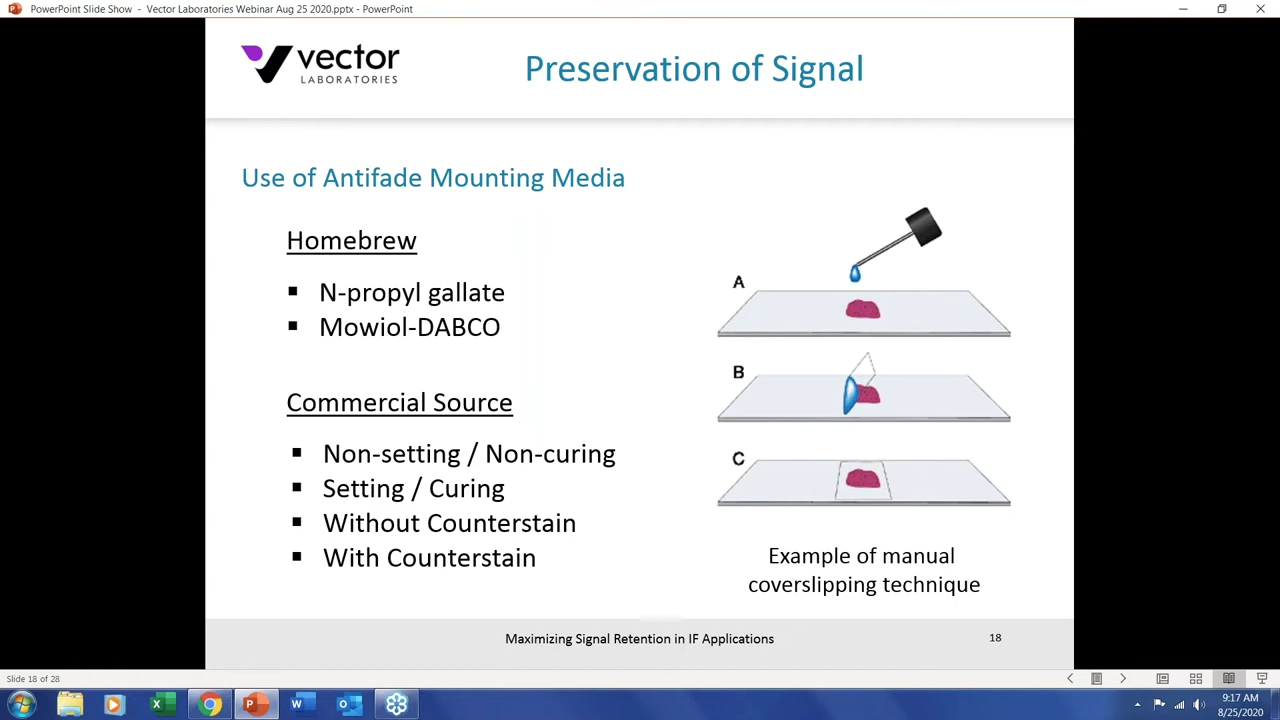 PowerPoint Slide Show - Vector Laboratories Webinar Aug 25 2020.pptx - PowerPoint
vector
LABORATORIES
Preservation of Signal
Use of Antifade Mounting Media
Homebrew
N-propyl gallate
Mowiol-DABCO
Commercial Source
Non-setting / Non-curing
Setting / Curing
Without Counterstain
With Counterstain
A
B
C
Example of manual
coverslipping technique
Maximizing Signal Retention in IF Applications
18
Slide 18 of 28
9:17 AM
8/25/2020